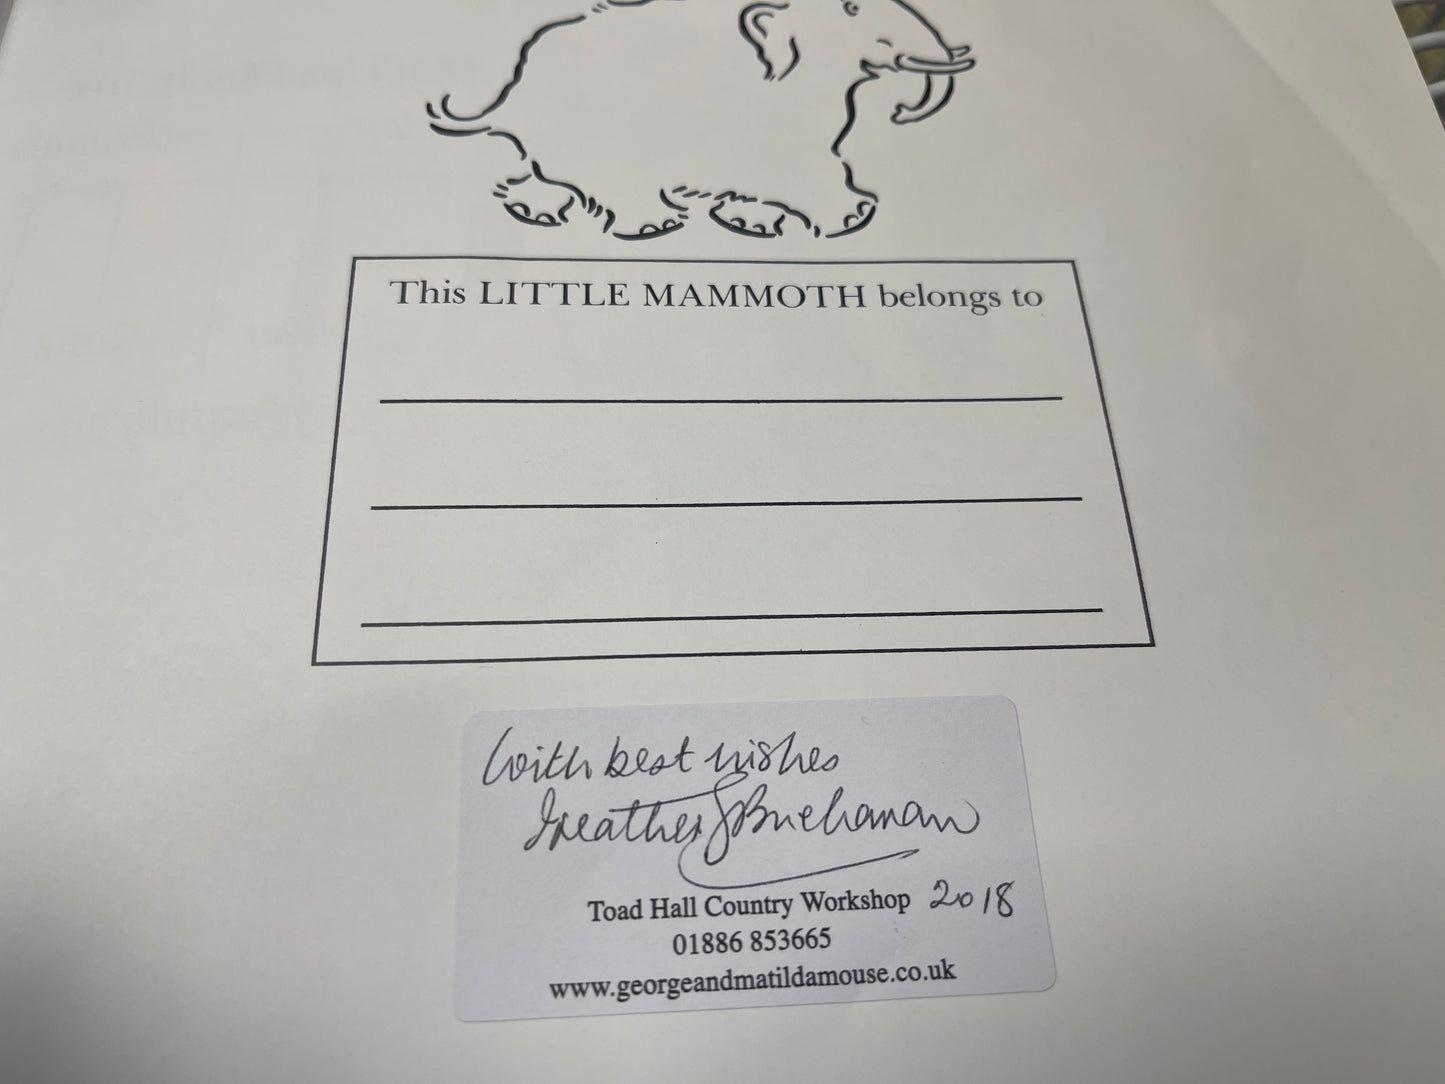 This LITTLE MAMMOTH belongs to
With best wishes
Heather S Buchanan
Toad Hall Country Workshop 2018
01886 853665
www.georgeandmatildamouse.co.uk